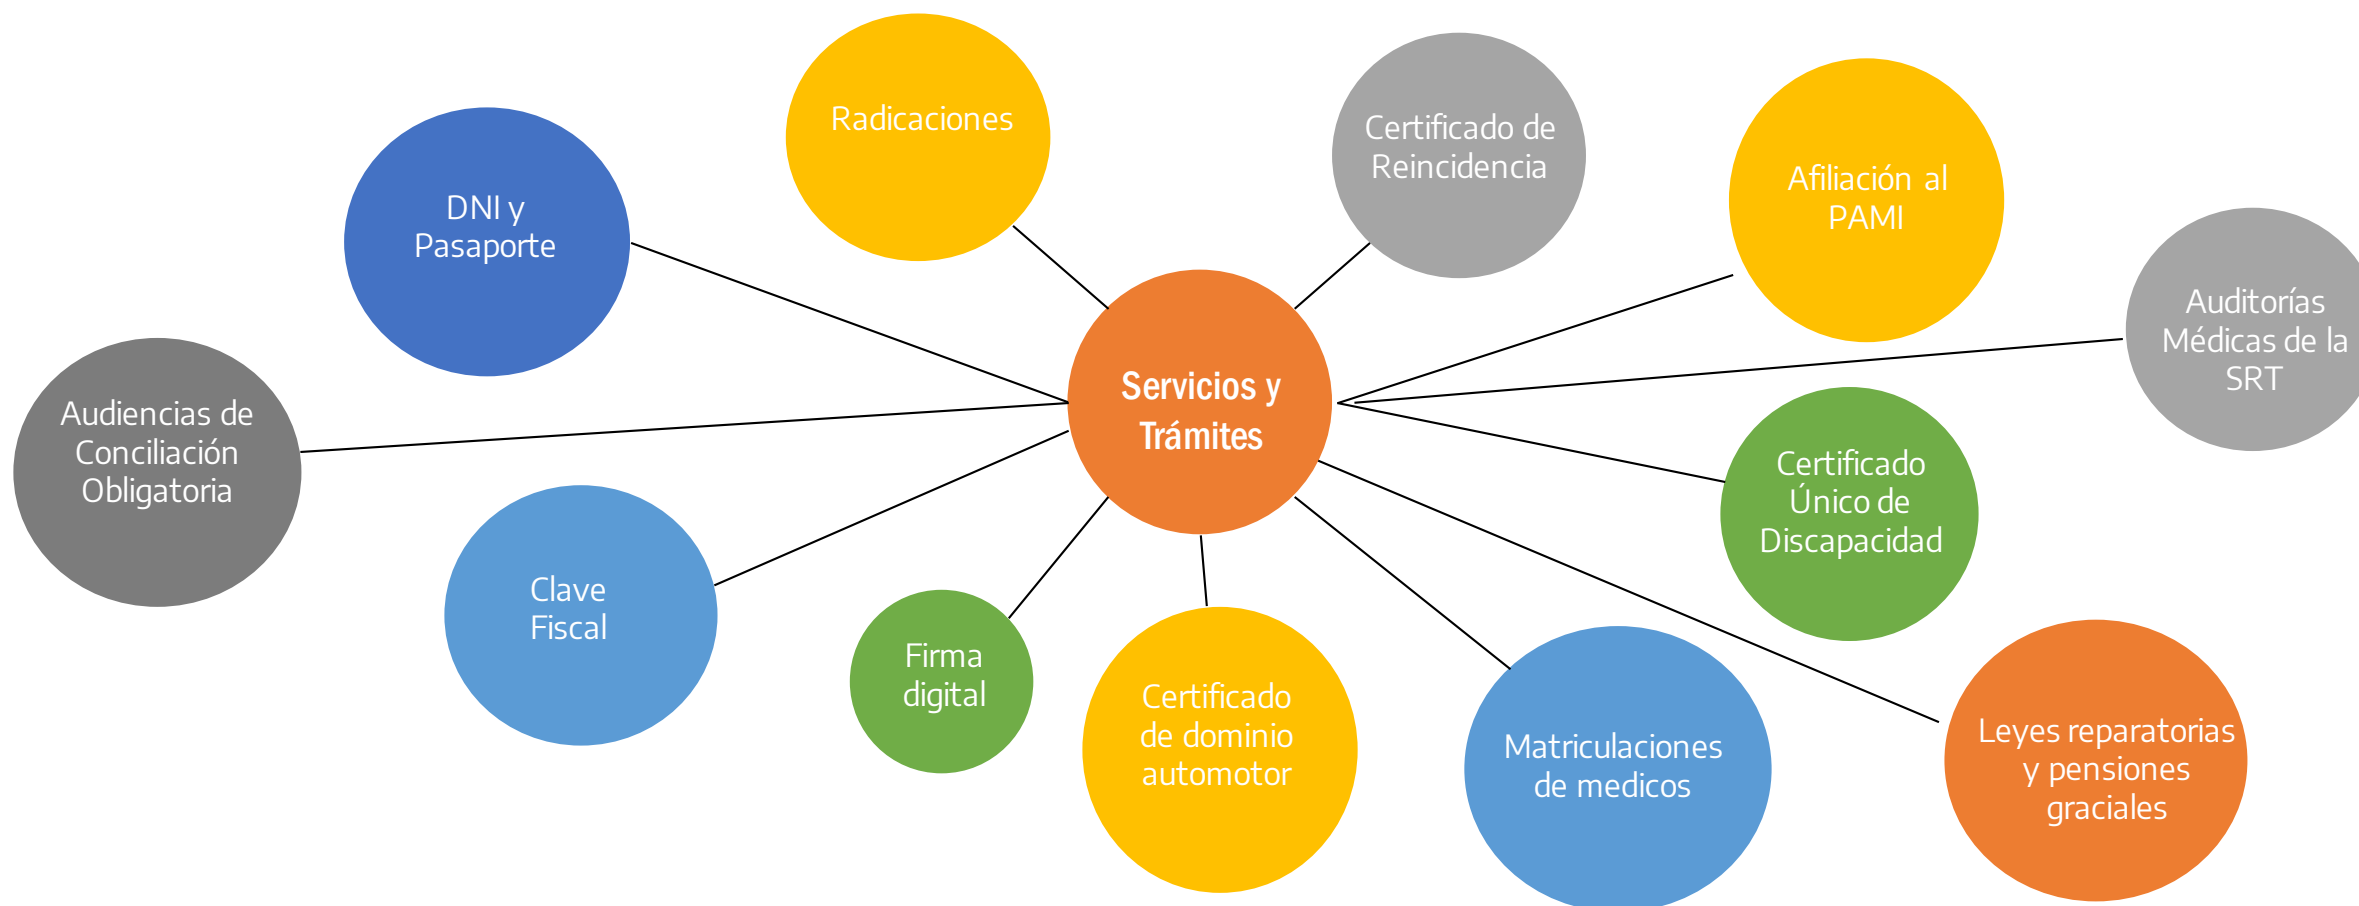 Radicaciones
Certificado de
Reincidencia
Afiliación al
PAMI
DNI y
Pasaporte
Auditorías
Médicas de la
SRT
Servicios y
Trámites
Audiencias de
Conciliación
Obligatoria
Certificado
Único de
Discapacidad
Clave
Fiscal
Firma
digital
Certificado
de dominio
automotor
Matriculaciones
de medicos
Leyes reparatorias
y pensiones
graciales